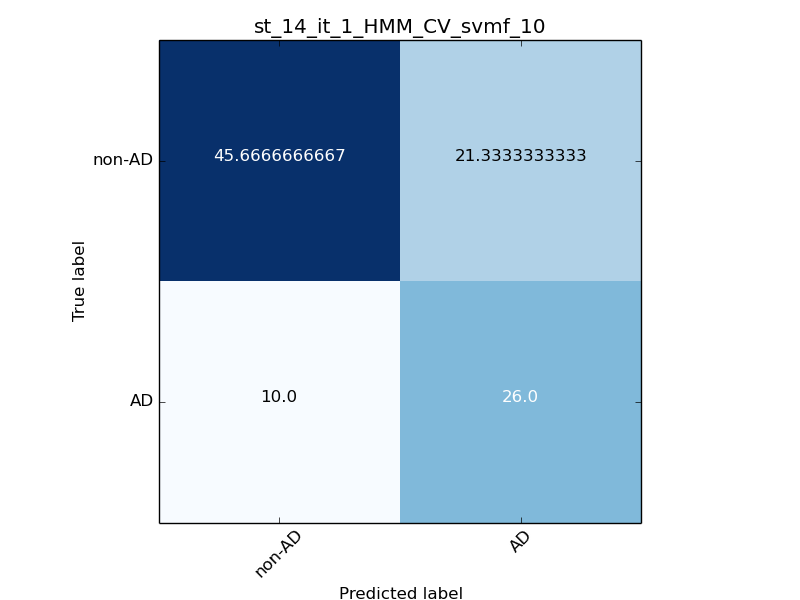 st_14_it_1_HMM_CV_svmf_10
non-AD
45.6666666667
21.3333333333
True label
AD
10.0
26.0
non-AD
AD
Predicted label